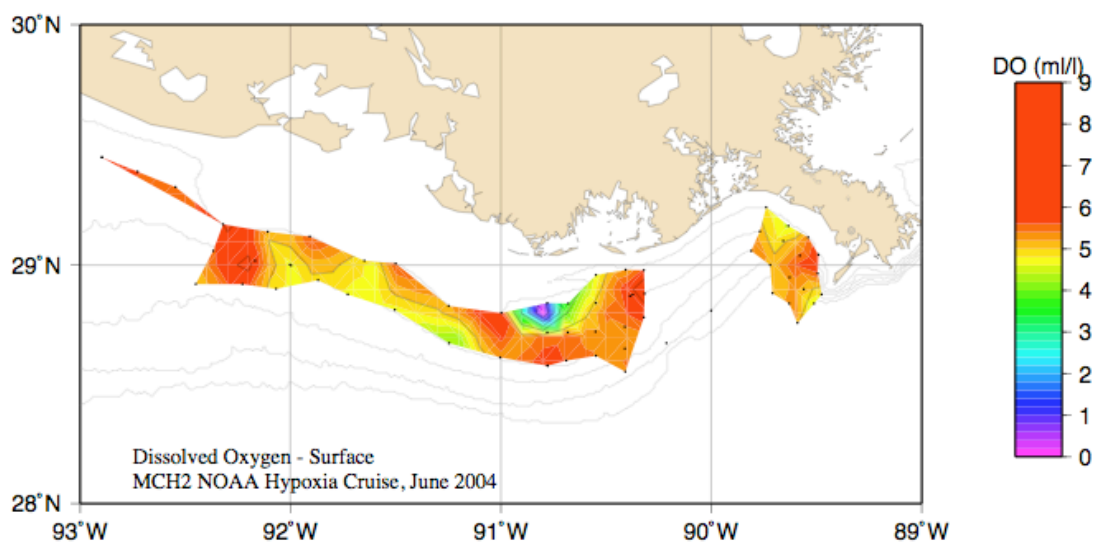 30°N
29°N
28°N
93°W
92°W
91°W
90°W
89°W
Dissolved Oxygen - Surface
MCH2 NOAA Hypoxia Cruise, June 2004
DO (ml/l)
9
8
7
6
5
4
3
2
1
0